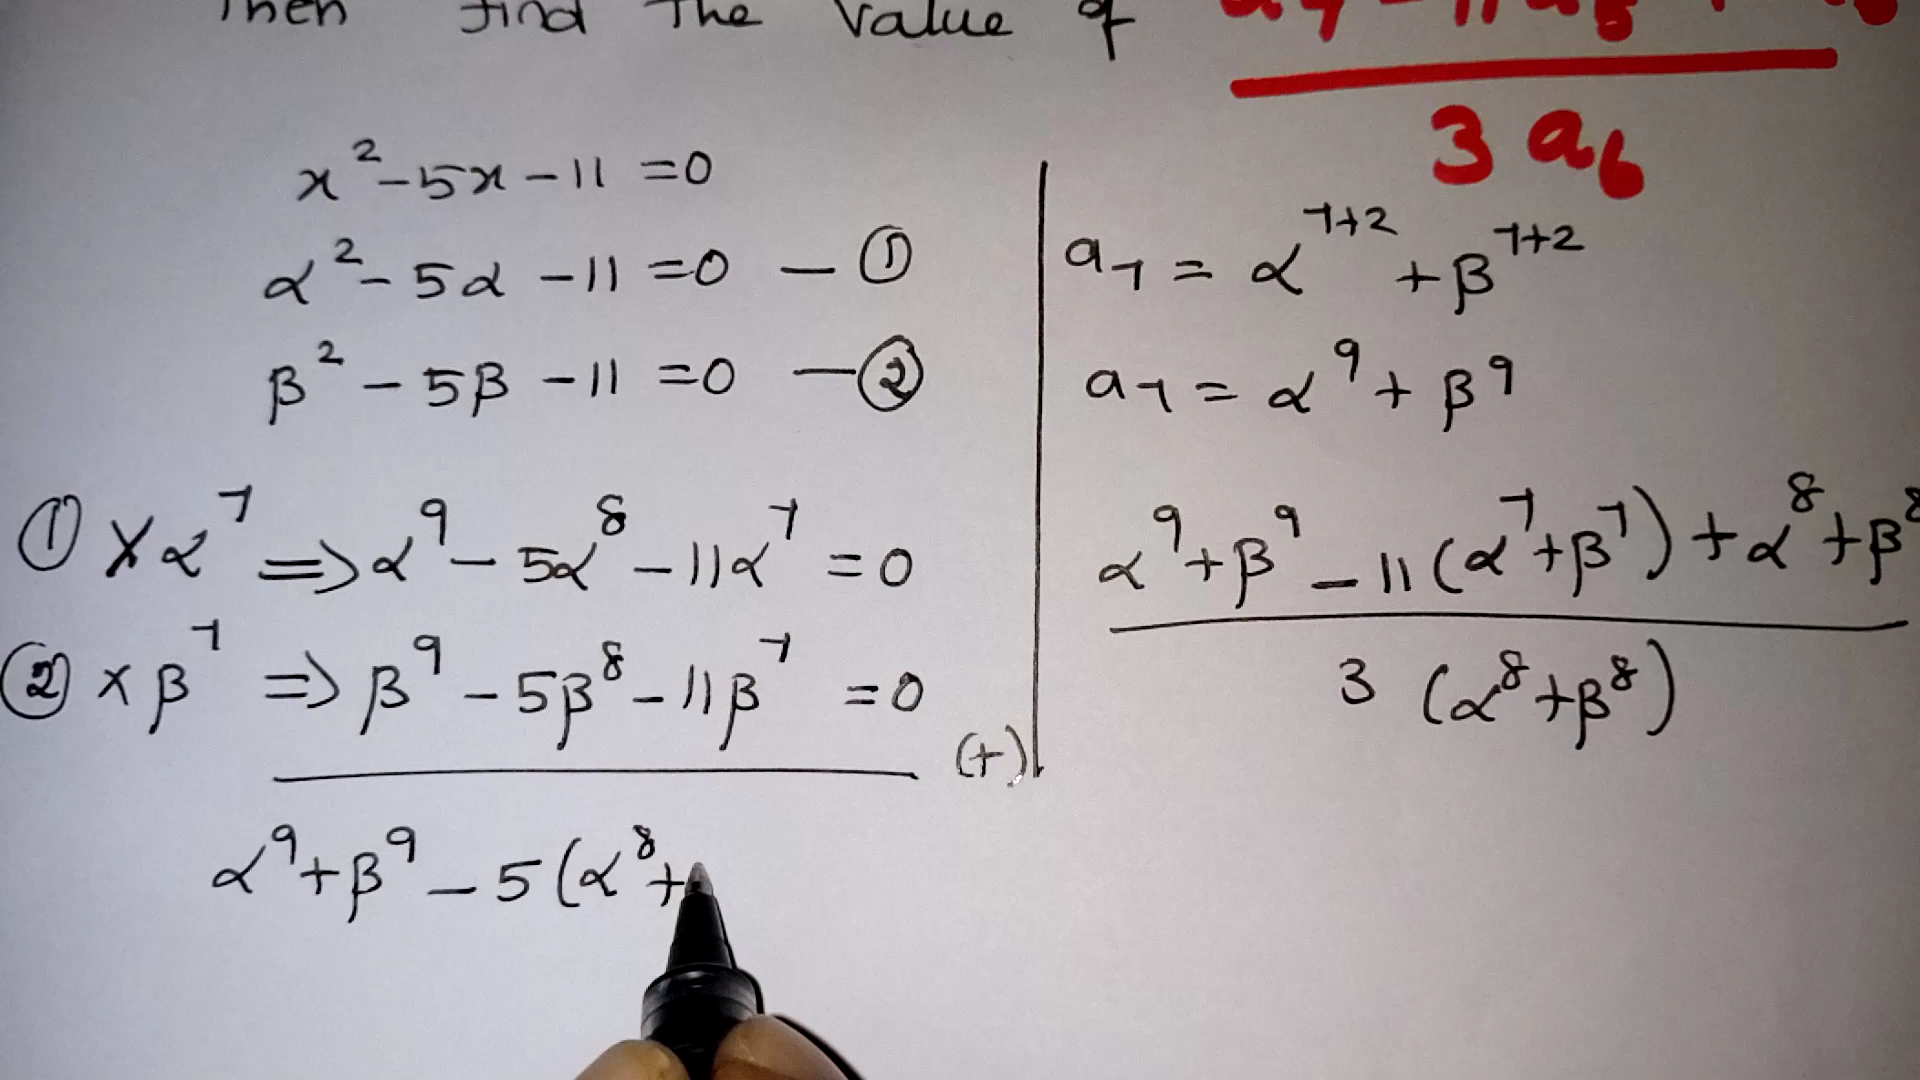 Then find the value of
3 a₆
x² - 5x - 11 = 0
α² - 5α - 11 = 0 — ①
β² - 5β - 11 = 0 — ②
① × α⁷ ⇒ α⁹ - 5α⁸ - 11α⁷ = 0
② × β⁷ ⇒ β⁹ - 5β⁸ - 11β⁷ = 0
(+)
α⁹ + β⁹ - 5(α⁸ +
a₇ = α⁷⁺² + β⁷⁺²
a₇ = α⁹ + β⁹
α⁹ + β⁹ - 11(α⁷ + β⁷) + α⁸ + β⁸
3 (α⁸ + β⁸)